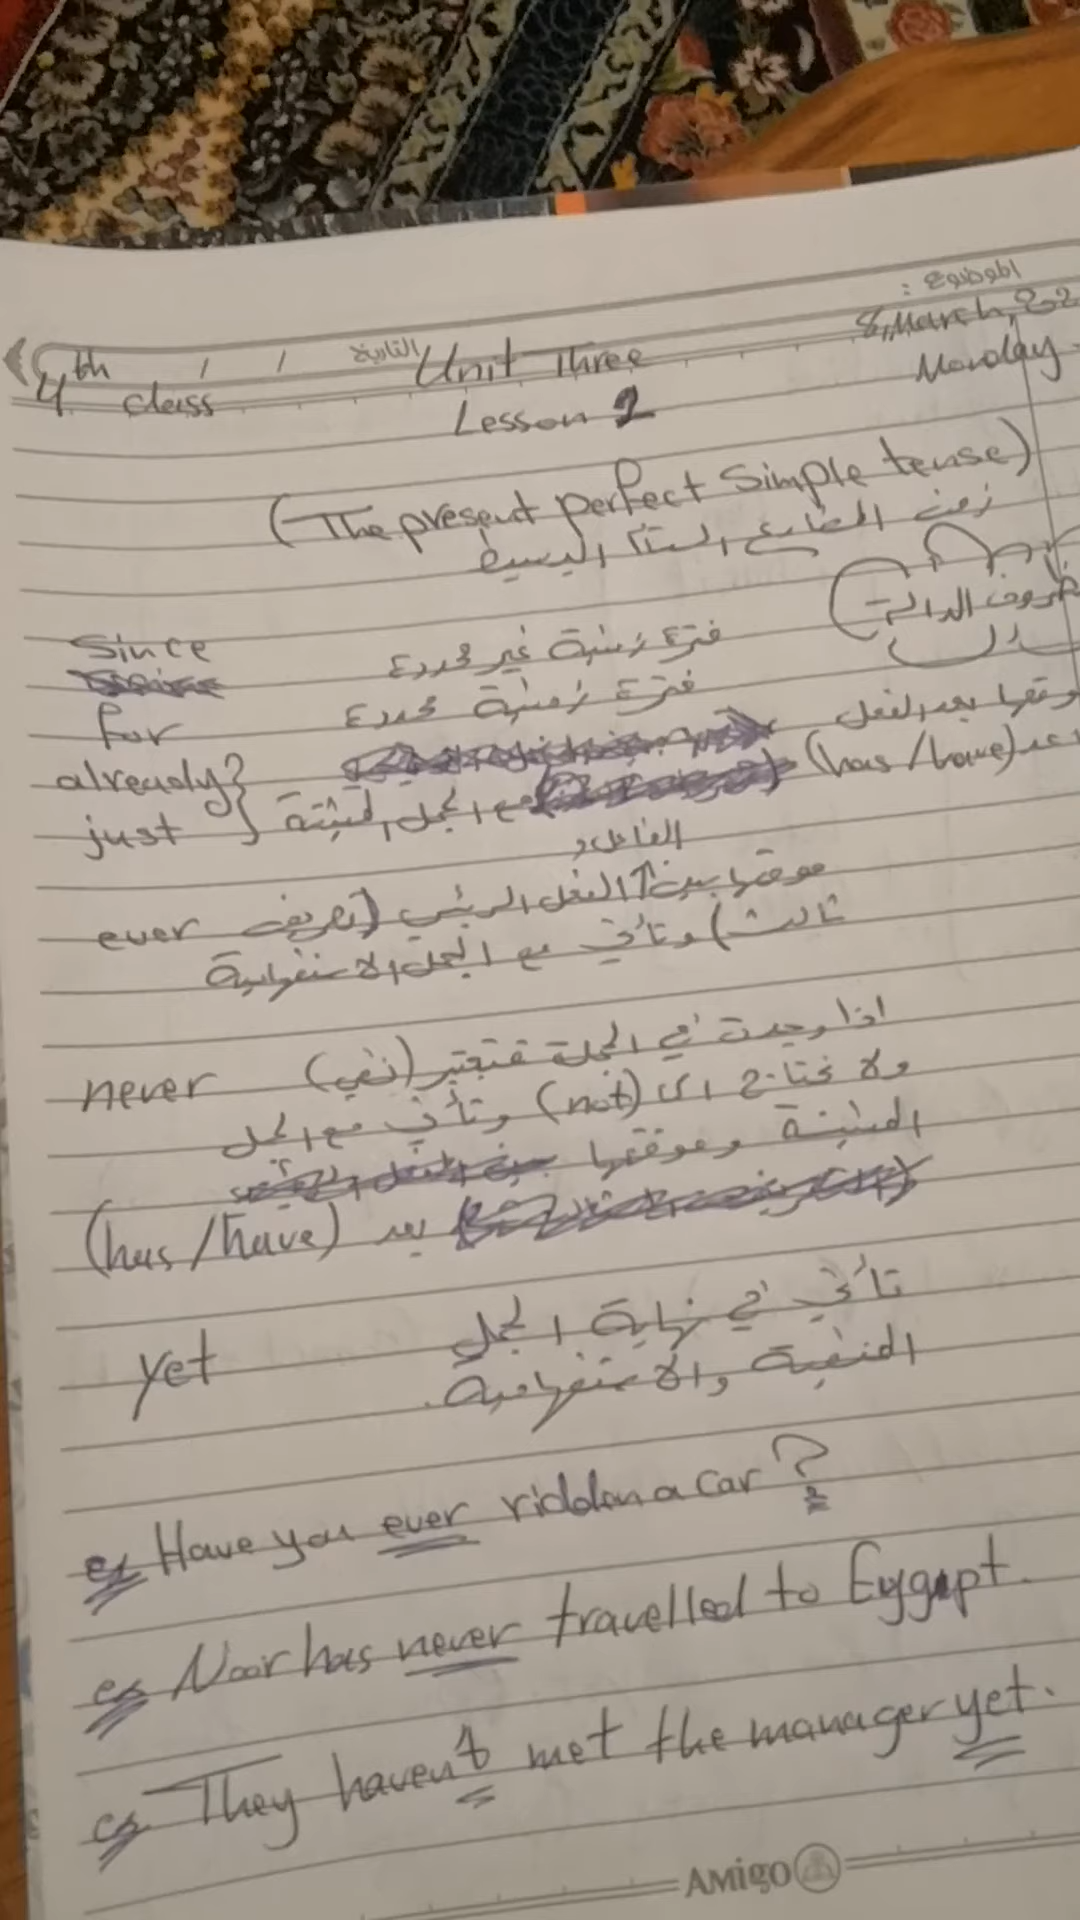 الموضوع :
8, March,
التاريخ / /
4th class
Unit Three
Monday
Lesson 2
(The present perfect Simple tense)
زمن المضارع التام البسيط
ظروف الدالة
Since فترة زمنية غير محددة
for فترة زمنية محددة
already
just } مع الجمل المثبتة
موقعها بعد الفعل
(has/have)
الفاعل و
ever موقعها بين الفعل الرئيسي (تصريف
ثالث) وتأتي مع الجمل الاستفهامية
never اذا وجدت في الجملة فتعتبر (نفي)
ولا تحتاج الى (not) وتأتي مع الجمل
المثبتة وموقعها
بعد (has/have)
yet تأتي في نهاية الجمل
المنفية والاستفهامية.
ex Have you ever ridden a car?
ex Noor has never travelled to Eygypt.
ex They haven't met the manager yet.
AMigo